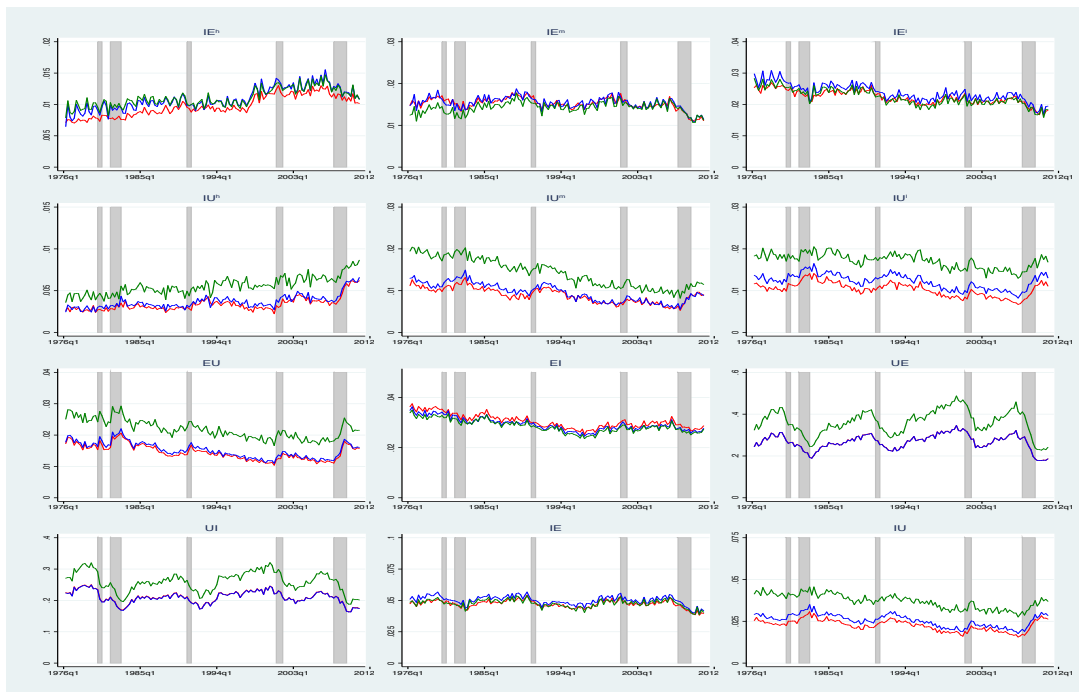 IEʰ IEᵐ IEˡ
.02 .03 .04
.015 .02 .03
.01 .01 .02
.005 0 .01
0 0
1976q1 1985q1 1994q1 2003q1 2012 1976q1 1985q1 1994q1 2003q1 2012 1976q1 1985q1 1994q1 2003q1 2012q1
IUʰ IUᵐ IUˡ
.015 .03 .03
.01 .02 .02
.005 .01 .01
0 0 0
1976q1 1985q1 1994q1 2003q1 2012 1976q1 1985q1 1994q1 2003q1 2012 1976q1 1985q1 1994q1 2003q1 2012q1
EU EI UE
.04 .04 .6
.03 .02 .4
.02 0 .2
.01 0
0
1976q1 1985q1 1994q1 2003q1 2012 1976q1 1985q1 1994q1 2003q1 2012 1976q1 1985q1 1994q1 2003q1 2012q1
UI IE IU
.4 .1 .075
.3 .075 .05
.2 .05 .025
.1 .025 0
0 0
1976q1 1985q1 1994q1 2003q1 2012 1976q1 1985q1 1994q1 2003q1 2012 1976q1 1985q1 1994q1 2003q1 2012q1